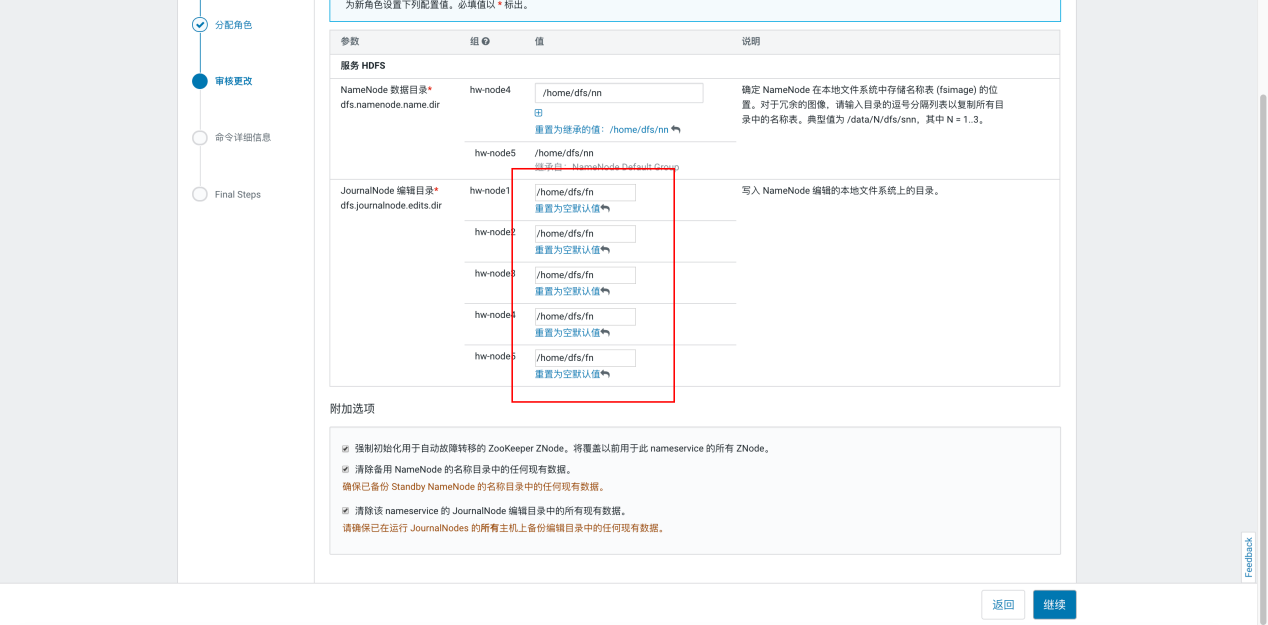 为新角色设置下列配置值。必填值以 * 标出。
分配角色
审核更改
命令详细信息
Final Steps
参数 组 值 说明
服务 HDFS
NameNode 数据目录*
dfs.namenode.name.dir
hw-node4
/home/dfs/nn
重置为继承的值：/home/dfs/nn
hw-node5
/home/dfs/nn
继承自：NameNode Default Group
确定 NameNode 在本地文件系统中存储名称表 (fsimage) 的位
置。对于冗余的图像，请输入目录的逗号分隔列表以复制所有目
录中的名称表。典型值为 /data/N/dfs/snn，其中 N = 1..3。
JournalNode 编辑目录*
dfs.journalnode.edits.dir
hw-node1
/home/dfs/fn
重置为空默认值
hw-node2
/home/dfs/fn
重置为空默认值
hw-node3
/home/dfs/fn
重置为空默认值
hw-node4
/home/dfs/fn
重置为空默认值
hw-node5
/home/dfs/fn
重置为空默认值
写入 NameNode 编辑的本地文件系统上的目录。
附加选项
强制初始化用于自动故障转移的 ZooKeeper ZNode。将覆盖以前用于此 nameservice 的所有 ZNode。
清除备用 NameNode 的名称目录中的任何现有数据。
确保已备份 Standby NameNode 的名称目录中的任何现有数据。
清除该 nameservice 的 JournalNode 编辑目录中的所有现有数据。
请确保已在运行 JournalNodes 的所有主机上备份编辑目录中的任何现有数据。
Feedback
返回
继续